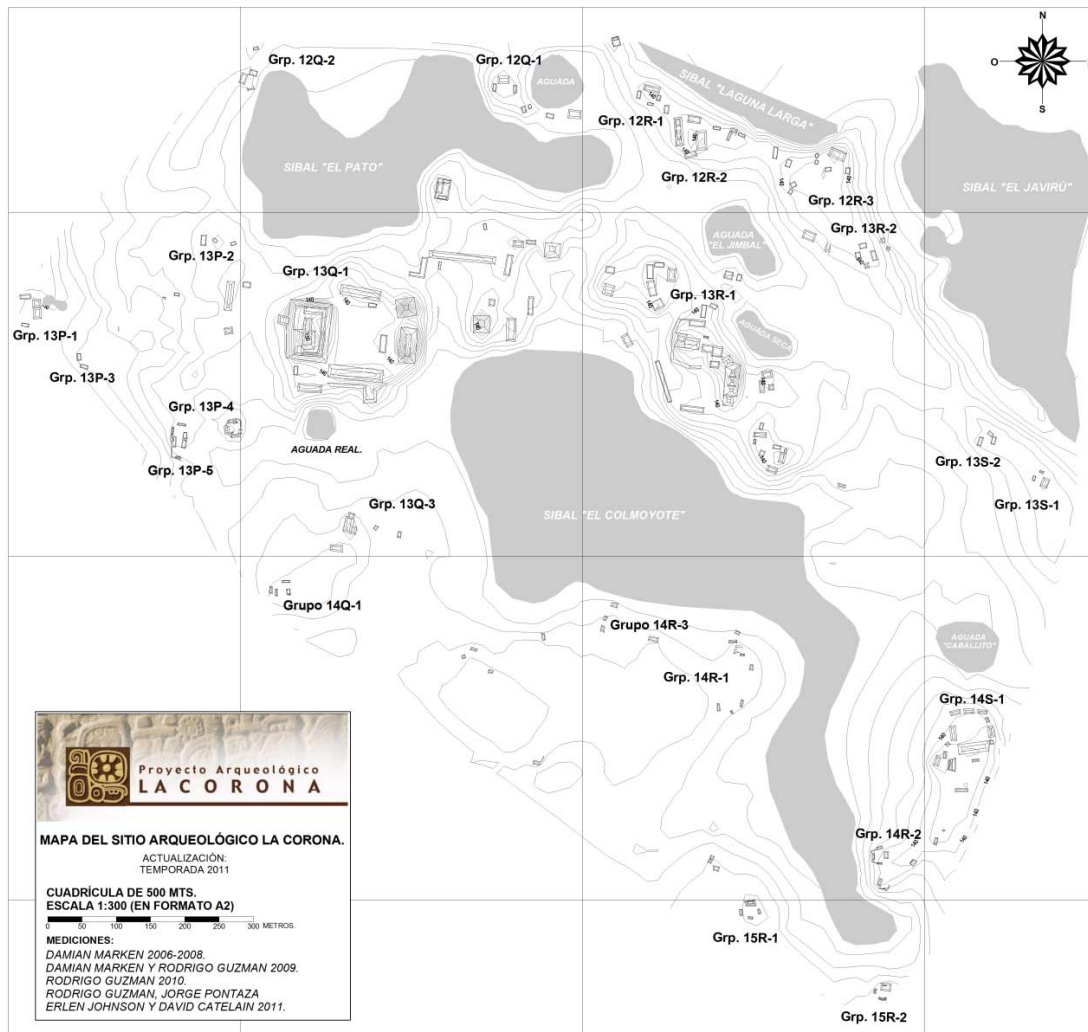 N
O
S
Grp. 12Q-2
Grp. 12Q-1
AGUADA
SIBAL "LAGUNA LARGA"
Grp. 12R-1
SIBAL "EL PATO"
Grp. 12R-2
SIBAL "EL JAVIRÚ"
Grp. 12R-3
Grp. 13R-2
Grp. 13P-2
AGUADA
"EL JIMBAL"
Grp. 13Q-1
Grp. 13R-1
Grp. 13P-1
AGUADA SECA
Grp. 13P-3
Grp. 13P-4
AGUADA REAL.
Grp. 13P-5
Grp. 13S-2
Grp. 13S-1
Grp. 13Q-3
SIBAL "EL COLMOYOTE"
Grupo 14Q-1
Grupo 14R-3
AGUADA
"CABALLITO"
Grp. 14R-1
Grp. 14S-1
Grp. 14R-2
Grp. 15R-1
Grp. 15R-2
Proyecto Arqueológico
LA CORONA
MAPA DEL SITIO ARQUEOLÓGICO LA CORONA.
ACTUALIZACIÓN:
TEMPORADA 2011
CUADRÍCULA DE 500 MTS.
ESCALA 1:300 (EN FORMATO A2)
0 50 100 150 200 250 300 METROS.
MEDICIONES:
DAMIAN MARKEN 2006-2008.
DAMIAN MARKEN Y RODRIGO GUZMAN 2009.
RODRIGO GUZMAN 2010.
RODRIGO GUZMAN, JORGE PONTAZA
ERLEN JOHNSON Y DAVID CATELAIN 2011.